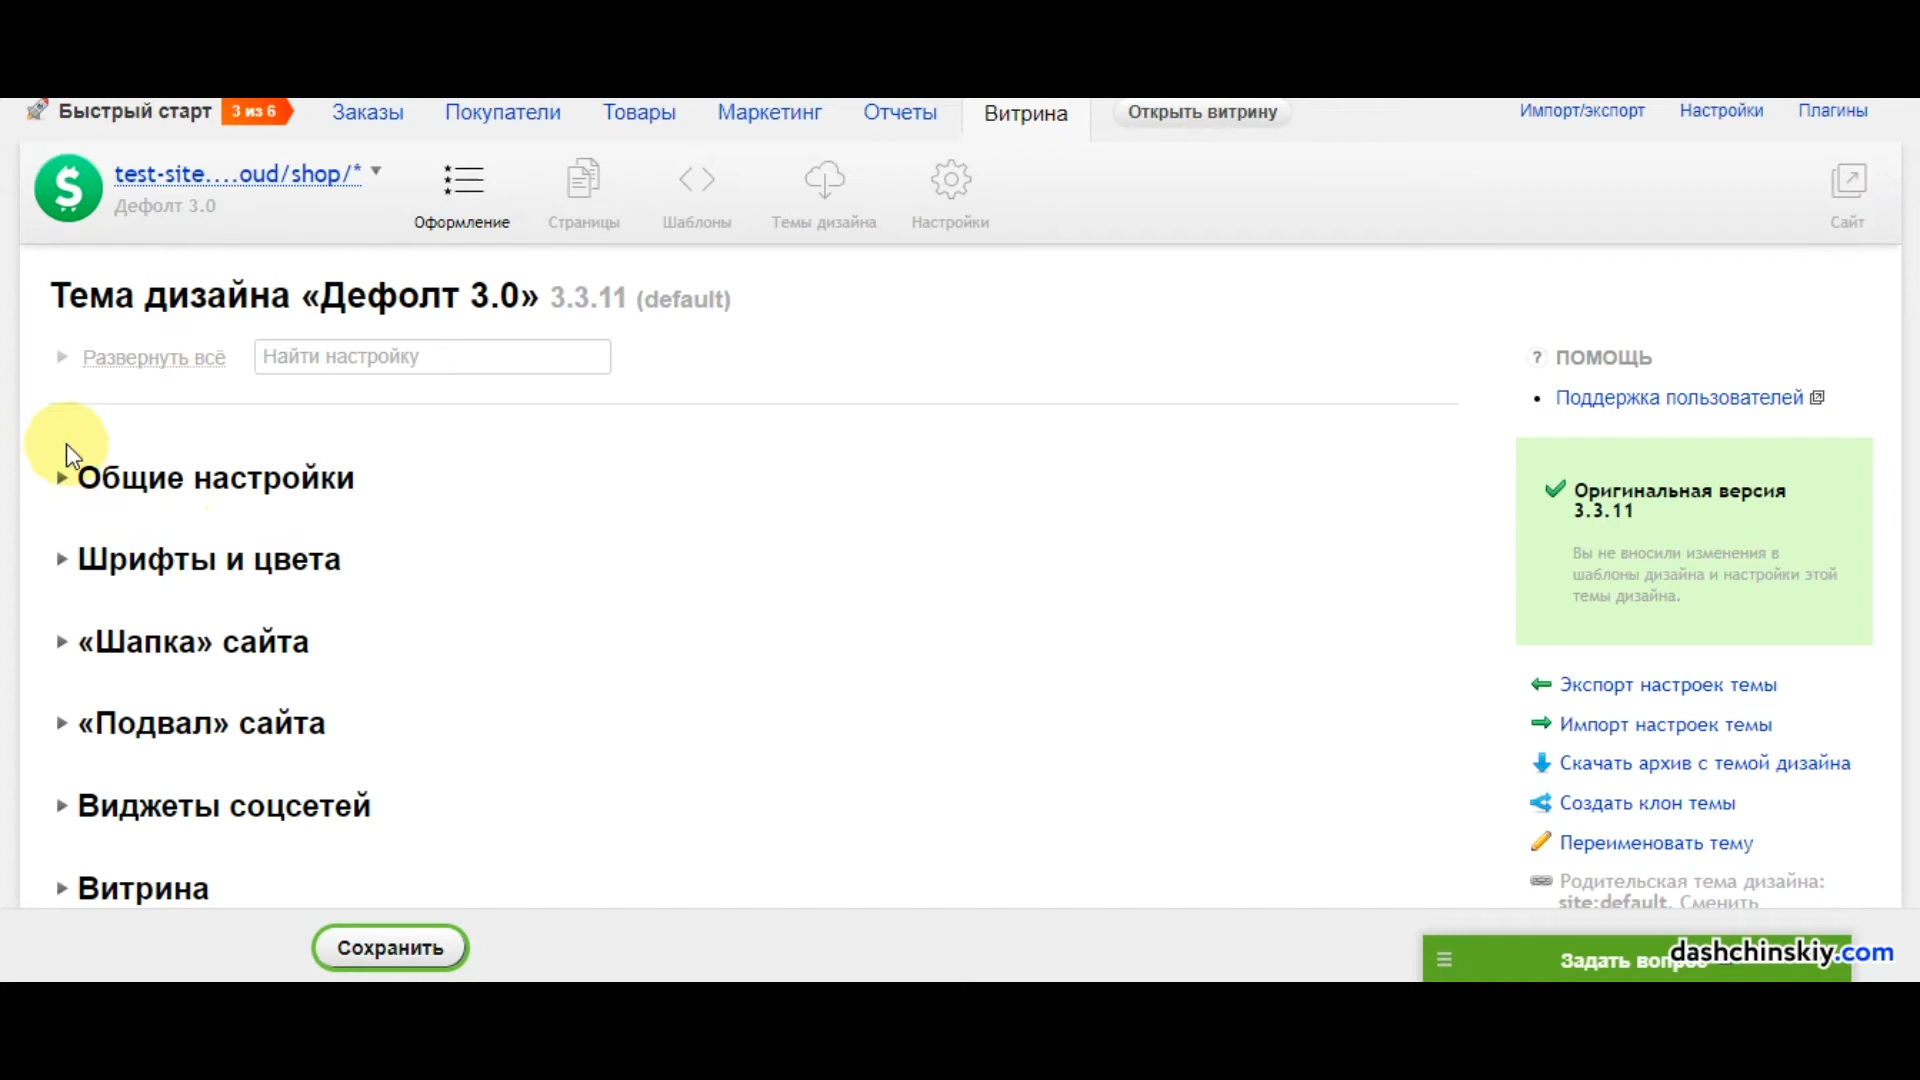 Быстрый старт 3 из 6 Заказы Покупатели Товары Маркетинг Отчеты Витрина Открыть витрину Импорт/экспорт Настройки Плагины
test-site....oud/shop/*
Дефолт 3.0
Оформление Страницы Шаблоны Темы дизайна Настройки Сайт
Тема дизайна «Дефолт 3.0» 3.3.11 (default)
Развернуть всё Найти настройку
Общие настройки
Шрифты и цвета
«Шапка» сайта
«Подвал» сайта
Виджеты соцсетей
Витрина
Сохранить
? ПОМОЩЬ
• Поддержка пользователей
Оригинальная версия
3.3.11
Вы не вносили изменения в
шаблоны дизайна и настройки этой
темы дизайна.
Экспорт настроек темы
Импорт настроек темы
Скачать архив с темой дизайна
Создать клон темы
Переименовать тему
Родительская тема дизайна:
site:default. Сменить
Задать вопрос
dashchinskiy.com